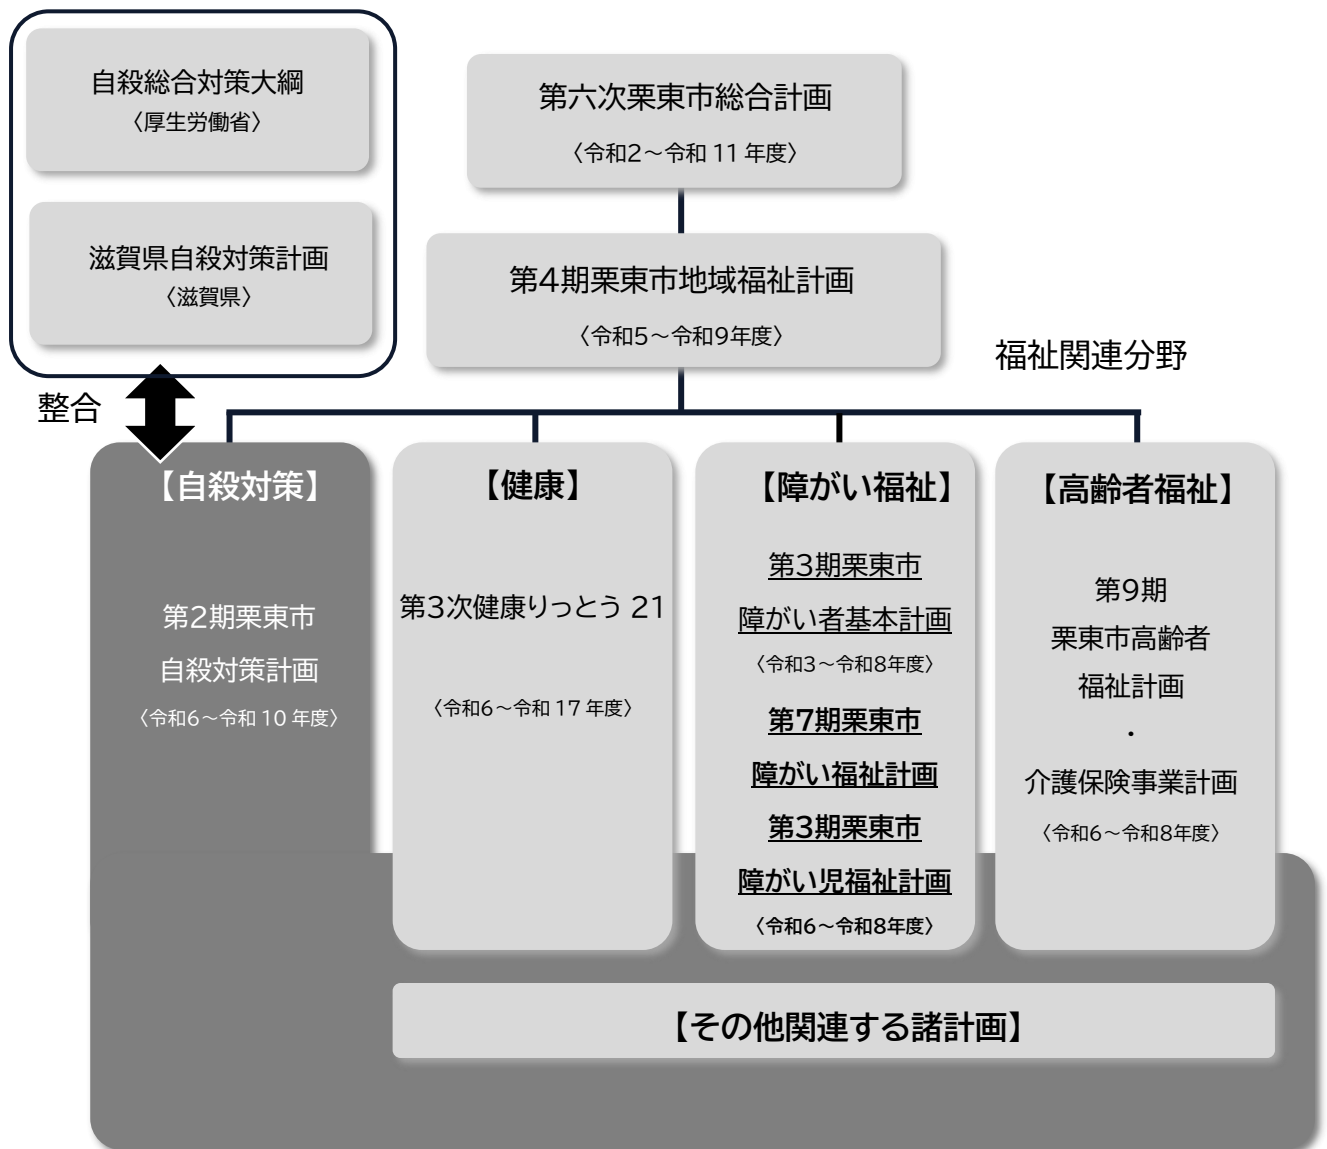 自殺総合対策大綱
〈厚生労働省〉
滋賀県自殺対策計画
〈滋賀県〉
整合
第六次栗東市総合計画
〈令和2～令和 11 年度〉
第4期栗東市地域福祉計画
〈令和5～令和9年度〉
福祉関連分野
【自殺対策】
第2期栗東市
自殺対策計画
〈令和6～令和 10 年度〉
【健康】
第3次健康りっとう 21
〈令和6～令和 17 年度〉
【障がい福祉】
第3期栗東市
障がい者基本計画
〈令和3～令和8年度〉
第7期栗東市
障がい福祉計画
第3期栗東市
障がい児福祉計画
〈令和6～令和8年度〉
【高齢者福祉】
第9期
栗東市高齢者
福祉計画
・
介護保険事業計画
〈令和6～令和8年度〉
【その他関連する諸計画】